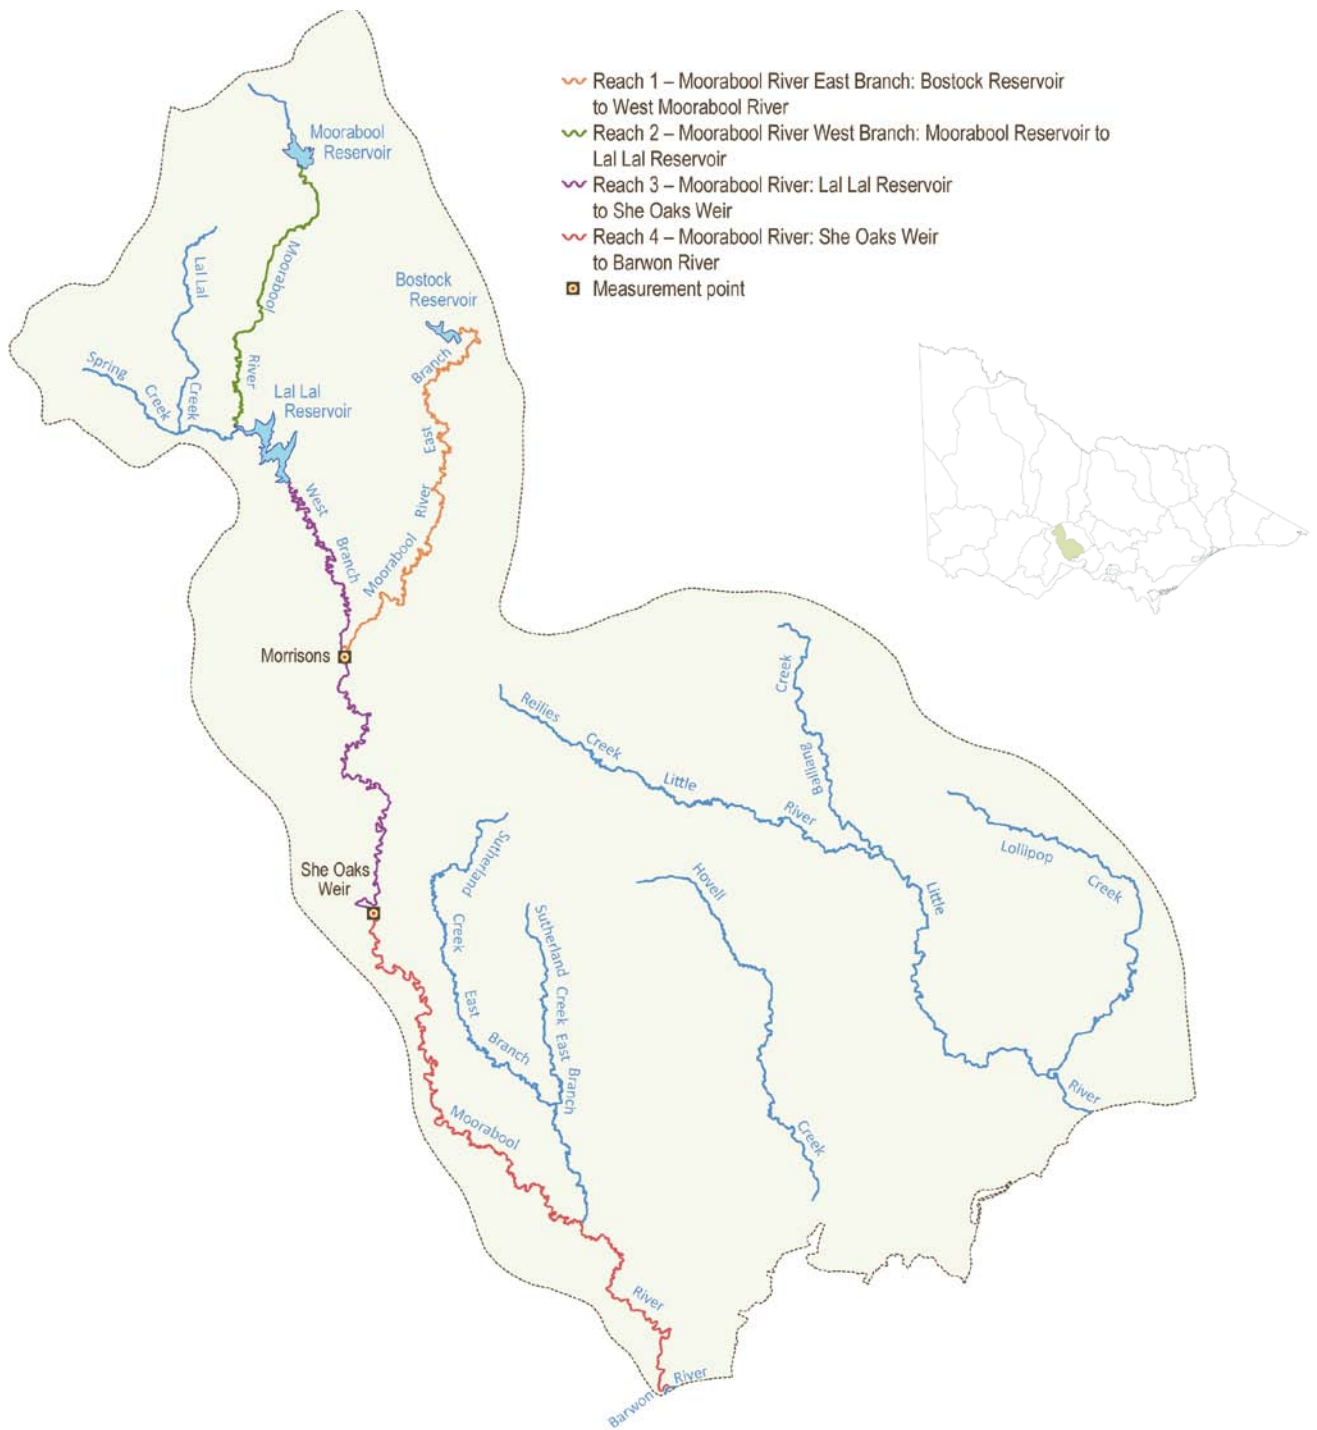 Reach 1 – Moorabool River East Branch: Bostock Reservoir
to West Moorabool River
Reach 2 – Moorabool River West Branch: Moorabool Reservoir to
Lal Lal Reservoir
Reach 3 – Moorabool River: Lal Lal Reservoir
to She Oaks Weir
Reach 4 – Moorabool River: She Oaks Weir
to Barwon River
Measurement point
Moorabool
Reservoir
Moorabool
River
Lal Lal
Creek
Bostock
Reservoir
Spring
Creek
Lal Lal
Reservoir
Branch
East
River
Moorabool
West
Branch
Morrisons
Reilies
Creek
Little
River
Creek
Balliang
Little
River
Lollipop
Creek
She Oaks
Weir
Sutherland
Creek
East
Branch
Sutherland Creek East Branch
Hovell
Creek
Moorabool
River
Barwon River